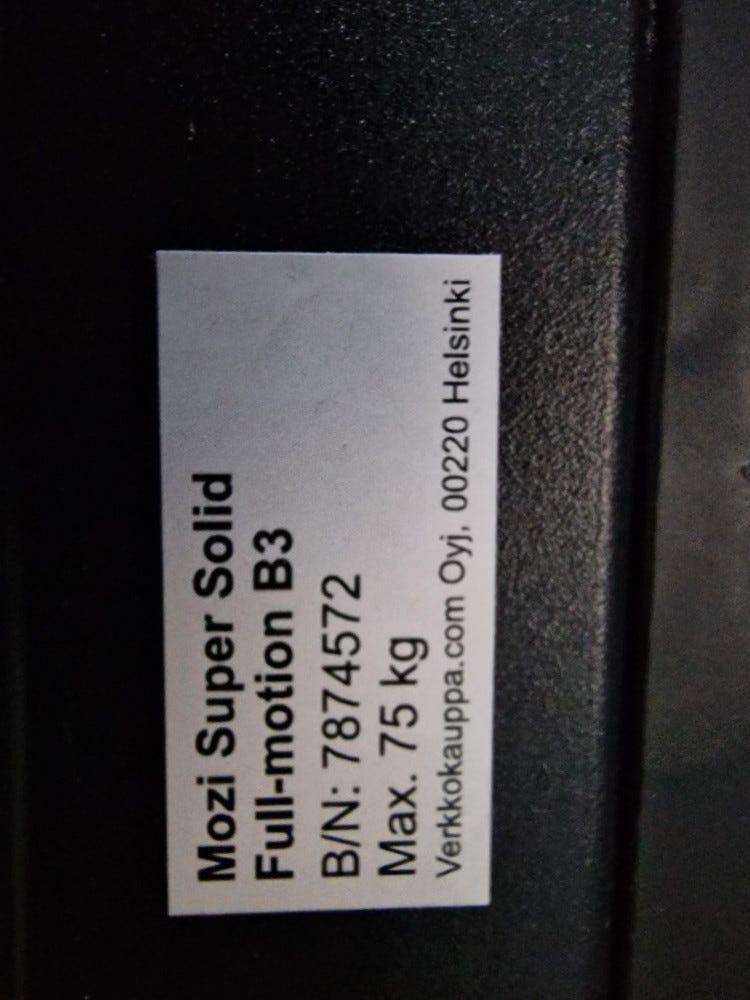 Mozi Super Solid
Full-motion B3
B/N: 7874572
Max. 75 kg
Verkkokauppa.com Oyj, 00220 Helsinki